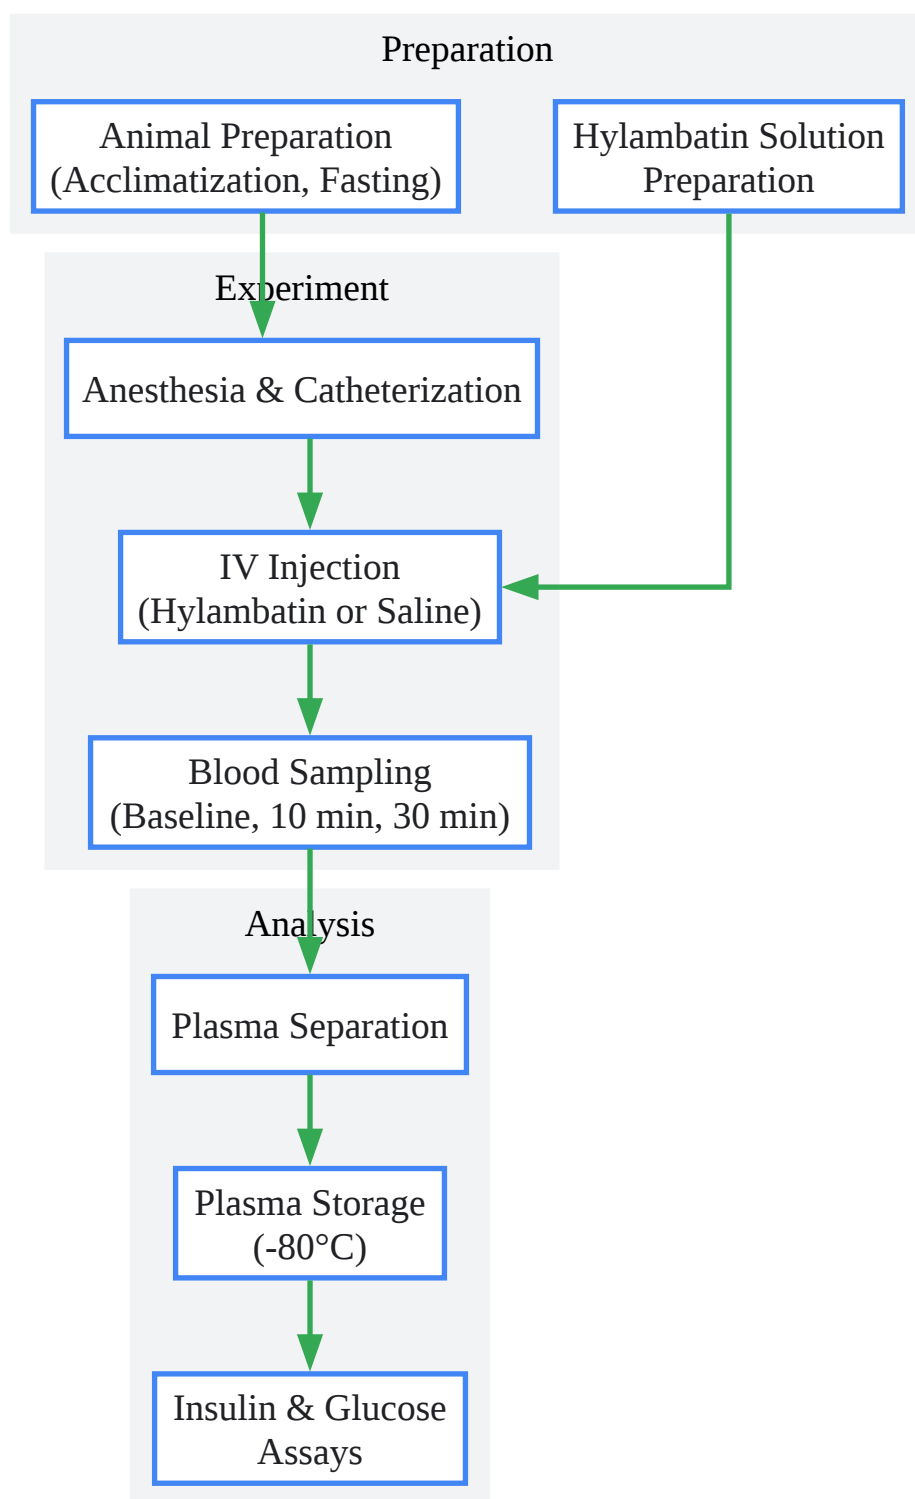 Preparation
Animal Preparation
(Acclimatization, Fasting)
Hylambatin Solution
Preparation
Experiment
Anesthesia & Catheterization
IV Injection
(Hylambatin or Saline)
Blood Sampling
(Baseline, 10 min, 30 min)
Analysis
Plasma Separation
Plasma Storage
(-80°C)
Insulin & Glucose
Assays